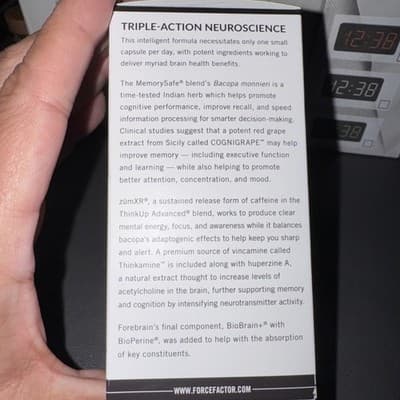 TRIPLE-ACTION NEUROSCIENCE
This intelligent formula necessitates only one small
capsule per day, with potent ingredients working to
deliver myriad brain health benefits.
The MemorySafe® blend's Bacopa monnieri is a
time-tested Indian herb which helps promote
cognitive performance, improve recall, and speed
information processing for smarter decision-making.
Clinical studies suggest that a potent red grape
extract from Sicily called COGNIGRAPE™ may help
improve memory — including executive function
and learning — while also helping to promote
better attention, concentration, and mood.
zümXR®, a sustained release form of caffeine in the
ThinkUp Advanced® blend, works to produce clear
mental energy, focus, and awareness while it balances
bacopa's adaptogenic effects to help keep you sharp
and alert. A premium source of vincamine called
Thinkamine™ is included along with huperzine A,
a natural extract thought to increase levels of
acetylcholine in the brain, further supporting memory
and cognition by intensifying neurotransmitter activity.
Forebrain's final component, BioBrain+® with
BioPerine®, was added to help with the absorption
of key constituents.
WWW.FORCEFACTOR.COM
12:38
12:38
:38